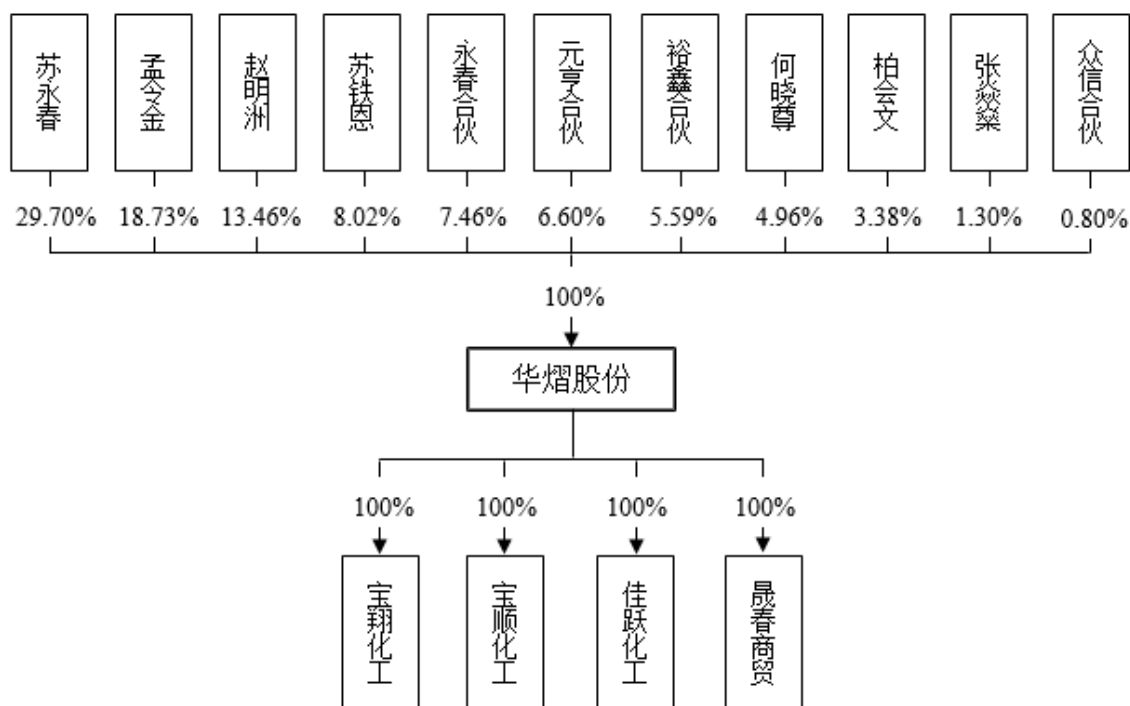 苏永春
孟令金
赵明洲
苏铁恩
永春合伙
元亨合伙
裕鑫合伙
何晓尊
柏会文
张燚燊
众信合伙
29.70%
18.73%
13.46%
8.02%
7.46%
6.60%
5.59%
4.96%
3.38%
1.30%
0.80%
100%
华熠股份
100%
100%
100%
100%
宝翔化工
宝顺化工
佳跃化工
晟春商贸